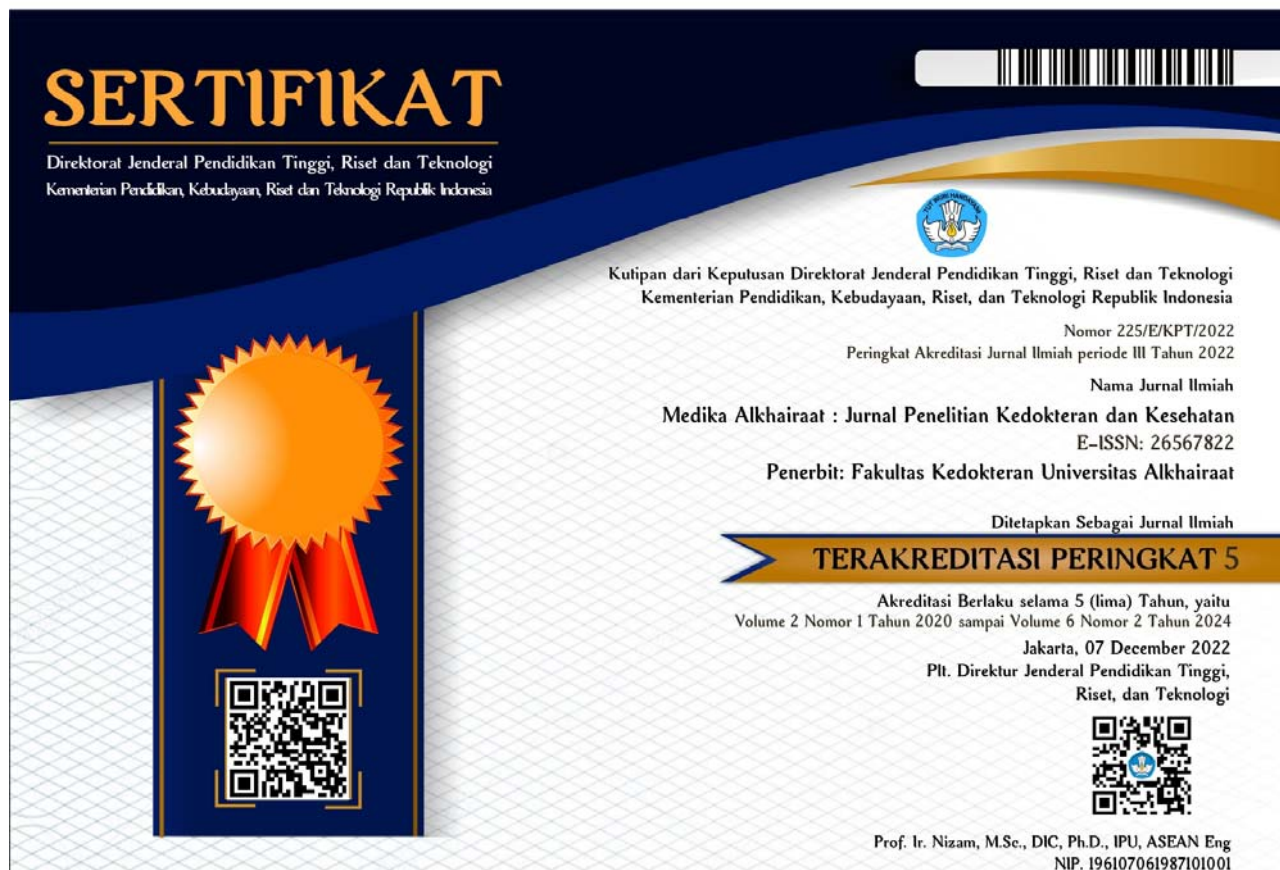 SERTIFIKAT
Direktorat Jenderal Pendidikan Tinggi, Riset dan Teknologi
Kementerian Pendidikan, Kebudayaan, Riset dan Teknologi Republik Indonesia
TUT WURI HANDAYANI
Kutipan dari Keputusan Direktorat Jenderal Pendidikan Tinggi, Riset dan Teknologi
Kementerian Pendidikan, Kebudayaan, Riset, dan Teknologi Republik Indonesia
Nomor 225/E/KPT/2022
Peringkat Akreditasi Jurnal Ilmiah periode III Tahun 2022
Nama Jurnal Ilmiah
Medika Alkhairaat : Jurnal Penelitian Kedokteran dan Kesehatan
E-ISSN: 26567822
Penerbit: Fakultas Kedokteran Universitas Alkhairaat
Ditetapkan Sebagai Jurnal Ilmiah
TERAKREDITASI PERINGKAT 5
Akreditasi Berlaku selama 5 (lima) Tahun, yaitu
Volume 2 Nomor 1 Tahun 2020 sampai Volume 6 Nomor 2 Tahun 2024
Jakarta, 07 December 2022
Plt. Direktur Jenderal Pendidikan Tinggi,
Riset, dan Teknologi
Prof. Ir. Nizam, M.Sc., DIC, Ph.D., IPU, ASEAN Eng
NIP. 196107061987101001